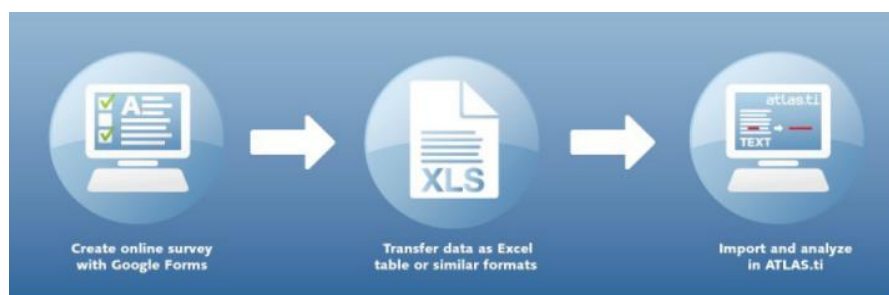 A
XLS
atlas.ti
TEXT
Create online survey
with Google Forms
Transfer data as Excel
table or similar formats
Import and analyze
in ATLAS.ti